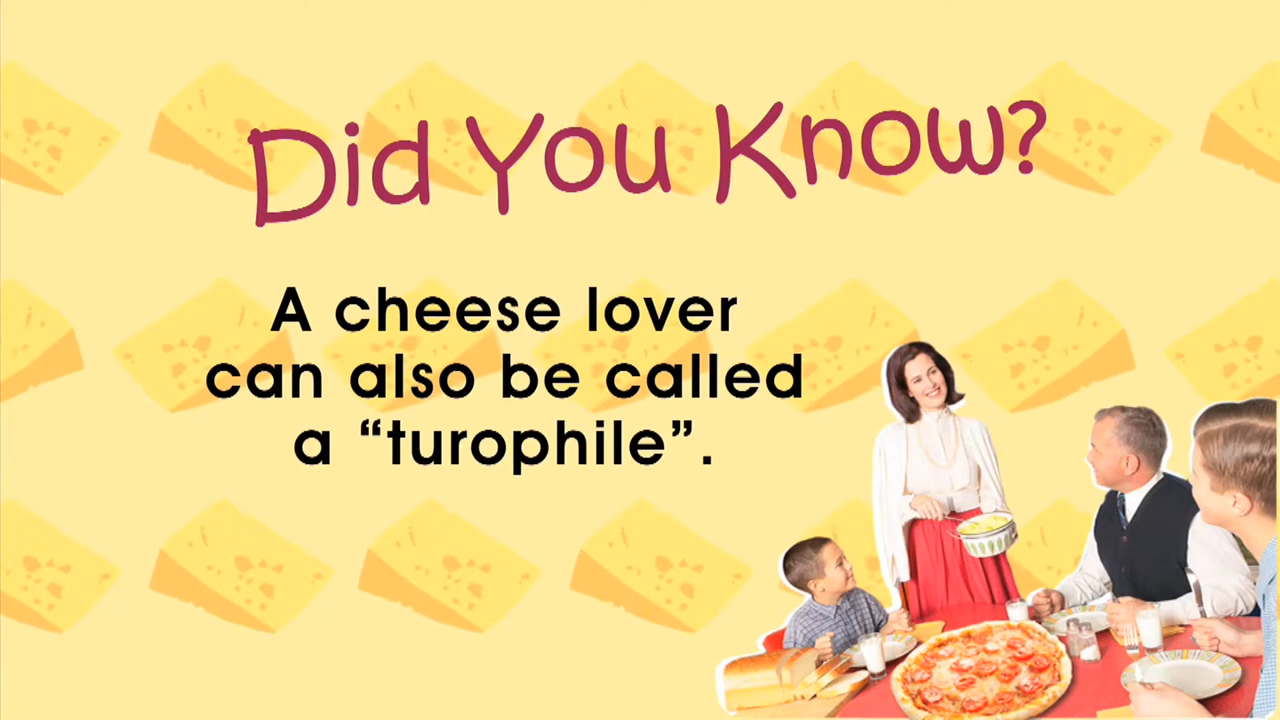 Did You Know?
A cheese lover
can also be called
a “turophile”.